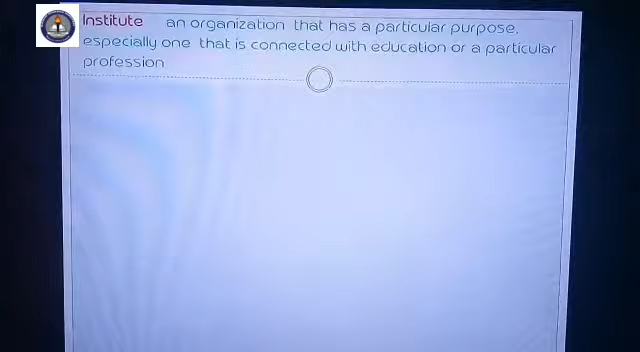 Institute an organization that has a particular purpose,
especially one that is connected with education or a particular
profession